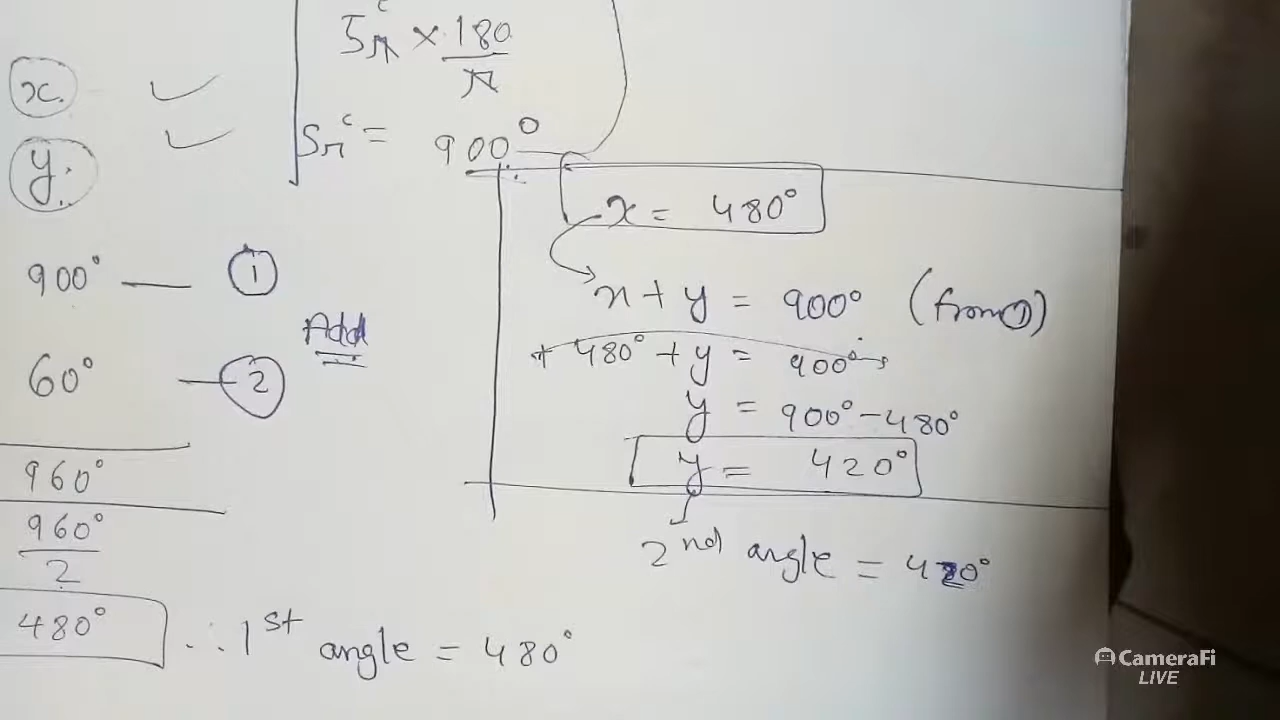 5π^c × 180
π
5π^c = 900°
x.
y.
900° — ①
60° — ②
Add
960°
960°
2
480°
∴ 1st angle = 480°
x = 480°
x + y = 900° (from ①)
+ 480° + y = 900°
y = 900° - 480°
y = 420°
2nd angle = 420°
CameraFi
LIVE